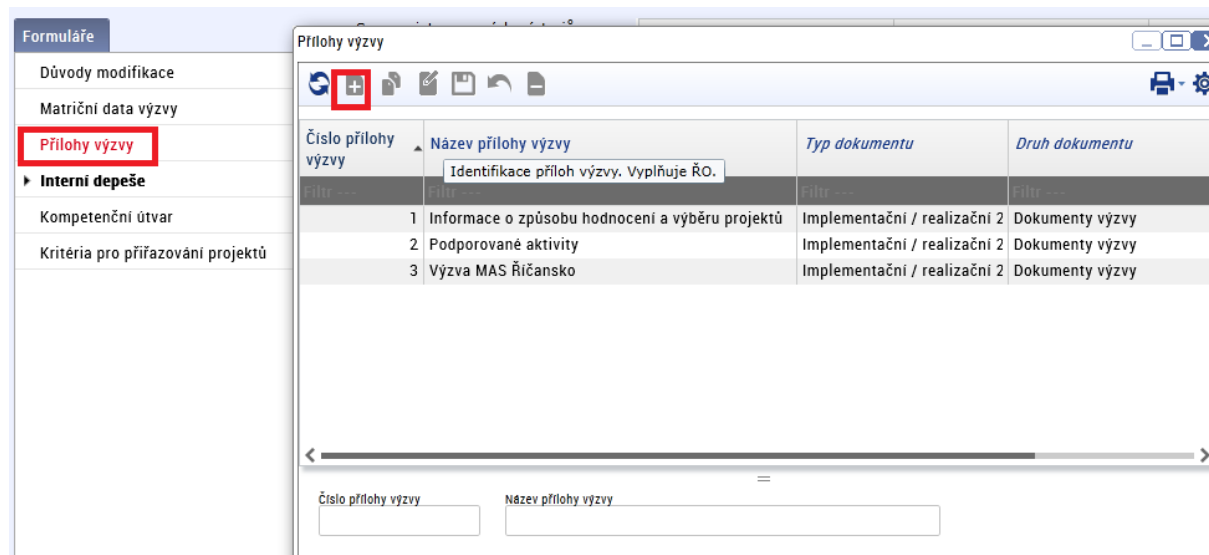 Formuláře
Důvody modifikace
Matriční data výzvy
Přílohy výzvy
Interní depeše
Kompetenční útvar
Kritéria pro přiřazování projektů
Přílohy výzvy
Číslo přílohy výzvy
Název přílohy výzvy
Typ dokumentu
Druh dokumentu
Identifikace příloh výzvy. Vyplňuje ŘO.
Filtr --- Filtr --- Filtr --- Filtr ---
1 Informace o způsobu hodnocení a výběru projektů Implementační / realizační 2 Dokumenty výzvy
2 Podporované aktivity Implementační / realizační 2 Dokumenty výzvy
3 Výzva MAS Říčansko Implementační / realizační 2 Dokumenty výzvy
Číslo přílohy výzvy
Název přílohy výzvy